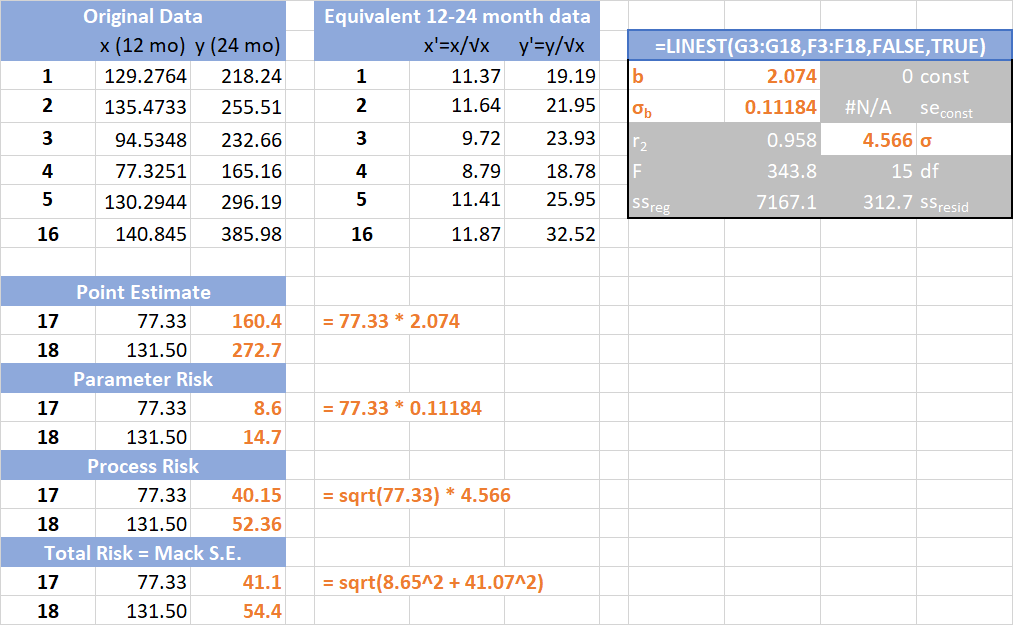 Original Data Equivalent 12-24 month data
x (12 mo) y (24 mo) x'=x/√x y'=y/√x =LINEST(G3:G18,F3:F18,FALSE,TRUE)
1 129.2764 218.24 1 11.37 19.19 b 2.074 0 const
2 135.4733 255.51 2 11.64 21.95 σb 0.11184 #N/A seconst
3 94.5348 232.66 3 9.72 23.93 r2 0.958 4.566 σ
4 77.3251 165.16 4 8.79 18.78 F 343.8 15 df
5 130.2944 296.19 5 11.41 25.95 ssreg 7167.1 312.7 ssresid
16 140.845 385.98 16 11.87 32.52
Point Estimate
17 77.33 160.4 = 77.33 * 2.074
18 131.50 272.7
Parameter Risk
17 77.33 8.6 = 77.33 * 0.11184
18 131.50 14.7
Process Risk
17 77.33 40.15 = sqrt(77.33) * 4.566
18 131.50 52.36
Total Risk = Mack S.E.
17 77.33 41.1 = sqrt(8.65^2 + 41.07^2)
18 131.50 54.4